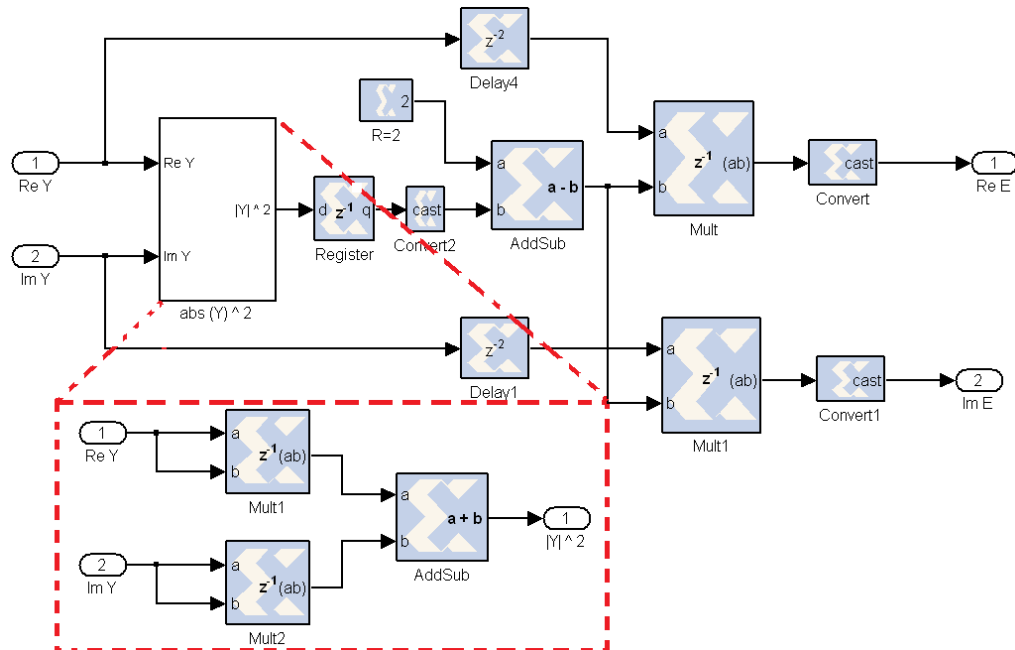 z-2
Delay4
2
R=2
1
Re Y
Re Y
|Y| ^ 2
Im Y
abs (Y) ^ 2
2
Im Y
d z-1 q
Register
cast
Convert2
a
a - b
b
AddSub
a
z-1 (ab)
b
Mult
cast
Convert
1
Re E
z-2
Delay1
a
z-1 (ab)
b
Mult1
cast
Convert1
2
Im E
1
Re Y
a
z-1 (ab)
b
Mult1
2
Im Y
a
z-1 (ab)
b
Mult2
a
a + b
b
AddSub
1
|Y| ^ 2